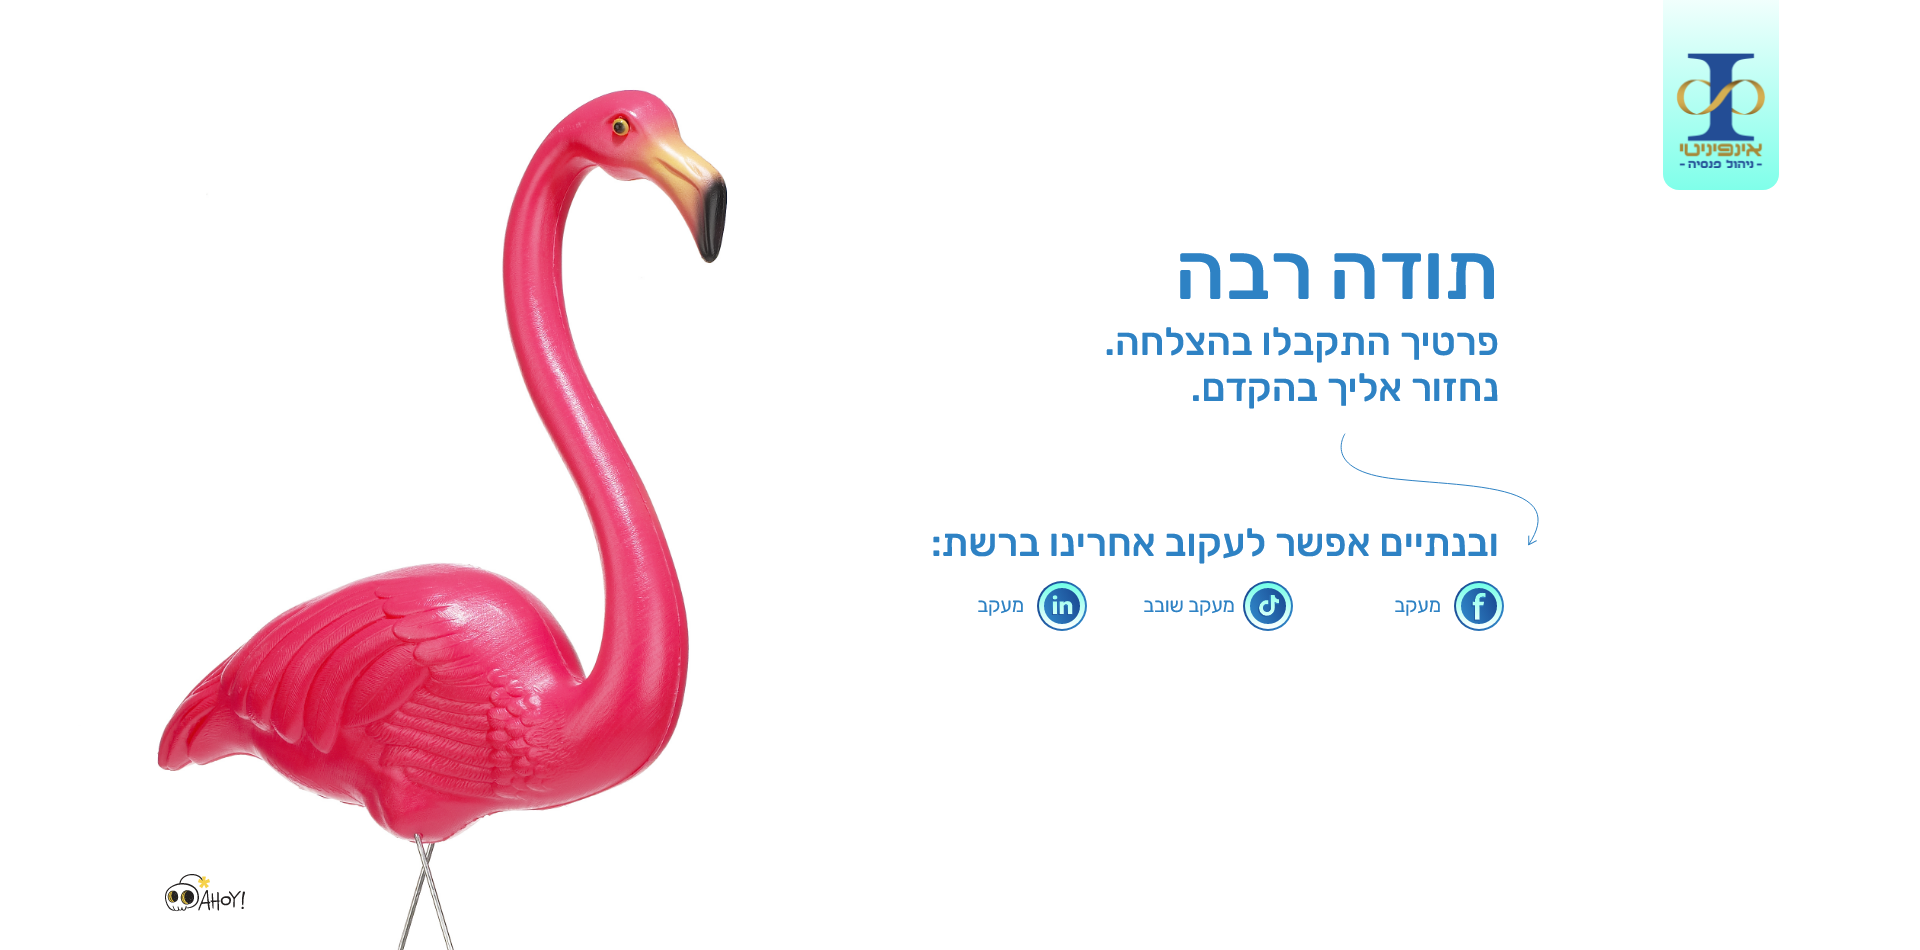 אינפיניטי
- ניהול פנסיה -
תודה רבה
פרטיך התקבלו בהצלחה.
נחזור אליך בהקדם.
ובנתיים אפשר לעקוב אחרינו ברשת:
מעקב
מעקב שובב
in מעקב
AHOY!